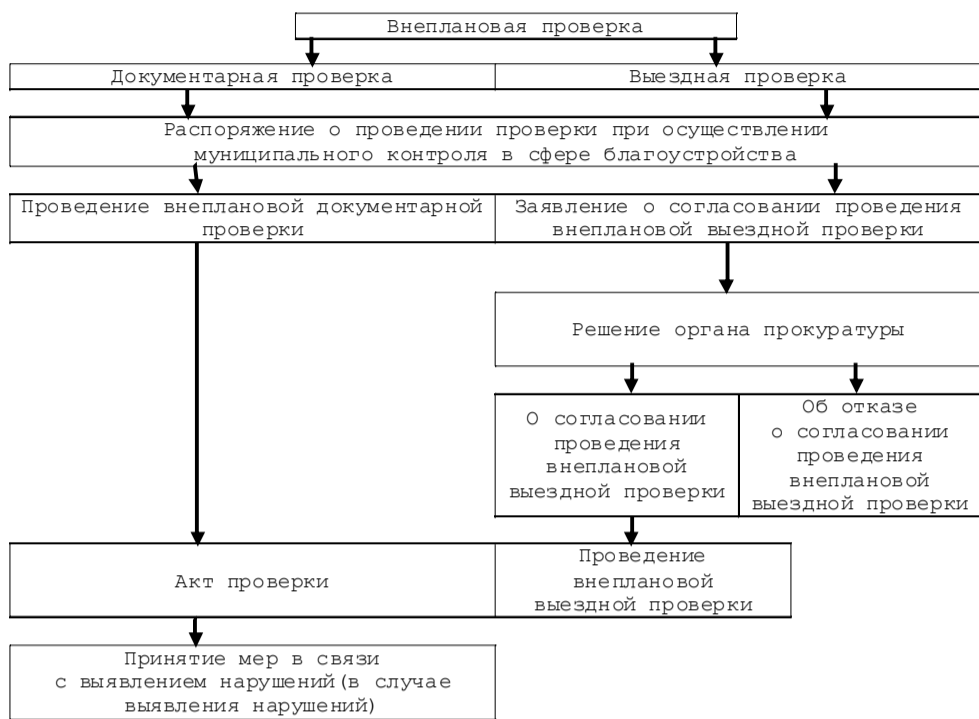 Внеплановая проверка
Документарная проверка
Выездная проверка
Распоряжение о проведении проверки при осуществлении
муниципального контроля в сфере благоустройства
Проведение внеплановой документарной
проверки
Заявление о согласовании проведения
внеплановой выездной проверки
Решение органа прокуратуры
О согласовании
проведения
внеплановой
выездной проверки
Об отказе
о согласовании
проведения
внеплановой
выездной проверки
Акт проверки
Проведение
внеплановой
выездной проверки
Принятие мер в связи
с выявлением нарушений(в случае
выявления нарушений)